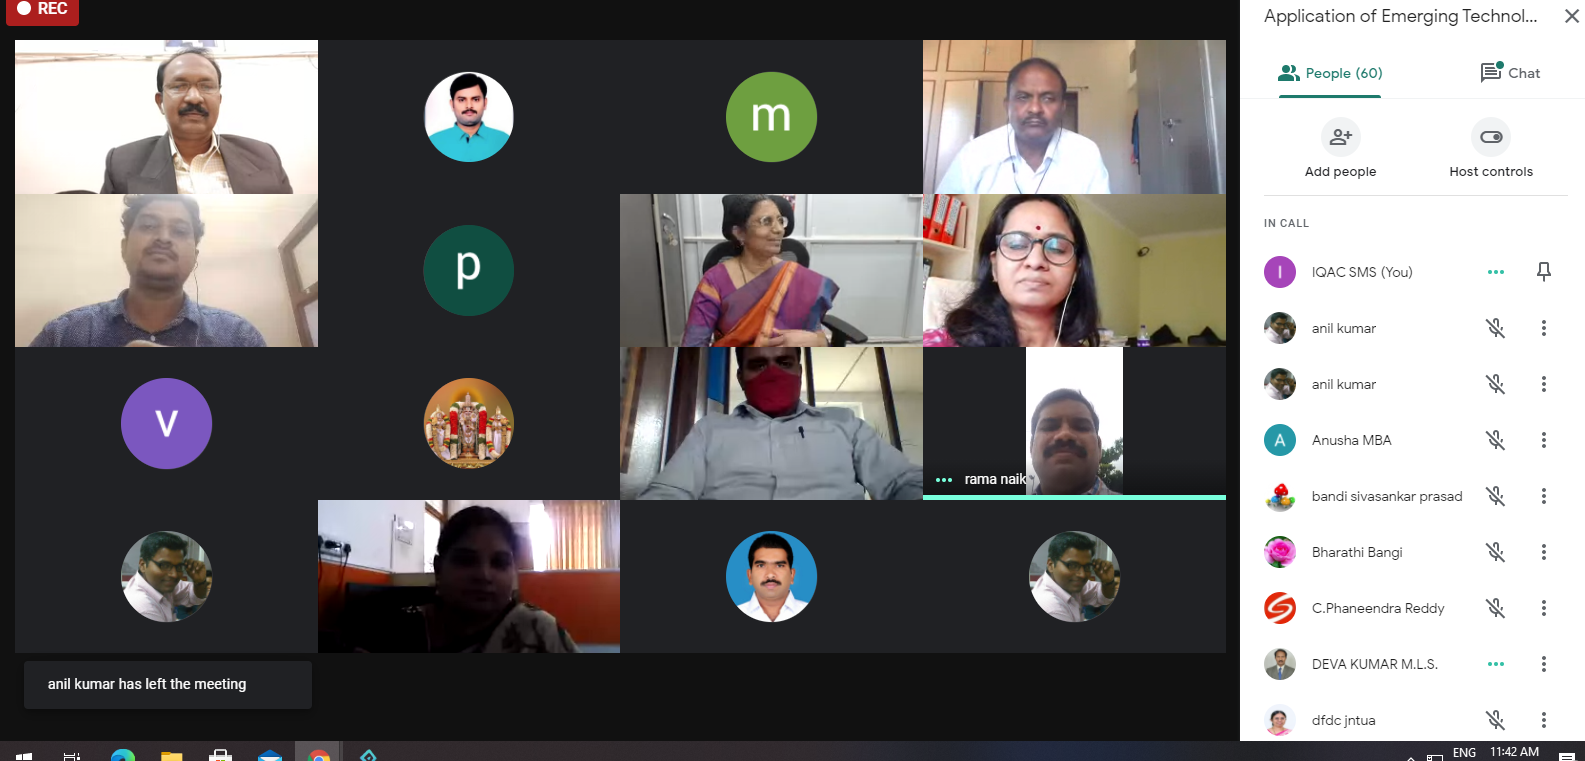 REC
m
p
V
rama naik
anil kumar has left the meeting
Application of Emerging Technol...
People (60)
Chat
Add people
Host controls
IN CALL
I
IQAC SMS (You)
anil kumar
anil kumar
A
Anusha MBA
bandi sivasankar prasad
Bharathi Bangi
C.Phaneendra Reddy
DEVA KUMAR M.L.S.
dfdc jntua
ENG
11:42 AM